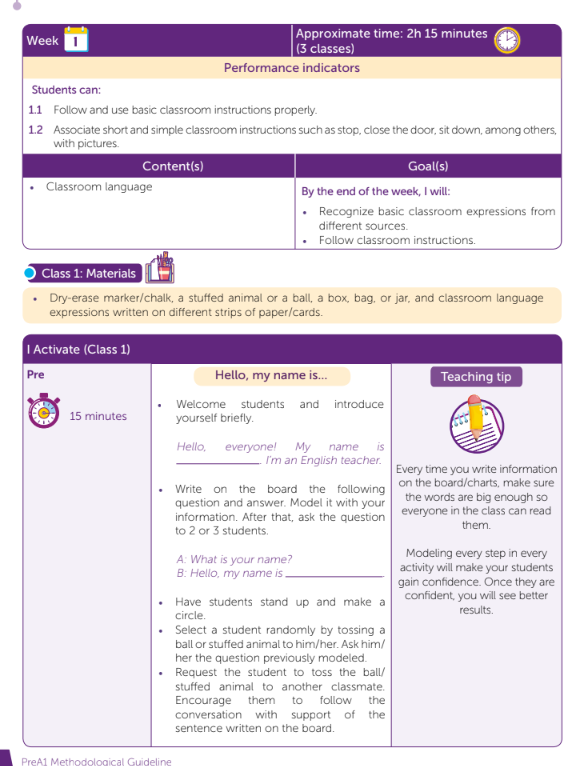 Week 1
Approximate time: 2h 15 minutes
(3 classes)
Performance indicators
Students can:
1.1 Follow and use basic classroom instructions properly.
1.2 Associate short and simple classroom instructions such as stop, close the door, sit down, among others,
with pictures.
Content(s)
• Classroom language
Goal(s)
By the end of the week, I will:
• Recognize basic classroom expressions from
different sources.
• Follow classroom instructions.
Class 1: Materials
• Dry-erase marker/chalk, a stuffed animal or a ball, a box, bag, or jar, and classroom language
expressions written on different strips of paper/cards.
I Activate (Class 1)
Pre
15 minutes
Hello, my name is...
• Welcome students and introduce
yourself briefly.
Hello, everyone! My name is
____________. I'm an English teacher.
• Write on the board the following
question and answer. Model it with your
information. After that, ask the question
to 2 or 3 students.
A: What is your name?
B: Hello, my name is ______________.
• Have students stand up and make a
circle.
• Select a student randomly by tossing a
ball or stuffed animal to him/her. Ask him/
her the question previously modeled.
• Request the student to toss the ball/
stuffed animal to another classmate.
Encourage them to follow the
conversation with support of the
sentence written on the board.
Teaching tip
Every time you write information
on the board/charts, make sure
the words are big enough so
everyone in the class can read
them.
Modeling every step in every
activity will make your students
gain confidence. Once they are
confident, you will see better
results.
PreA1 Methodological Guideline